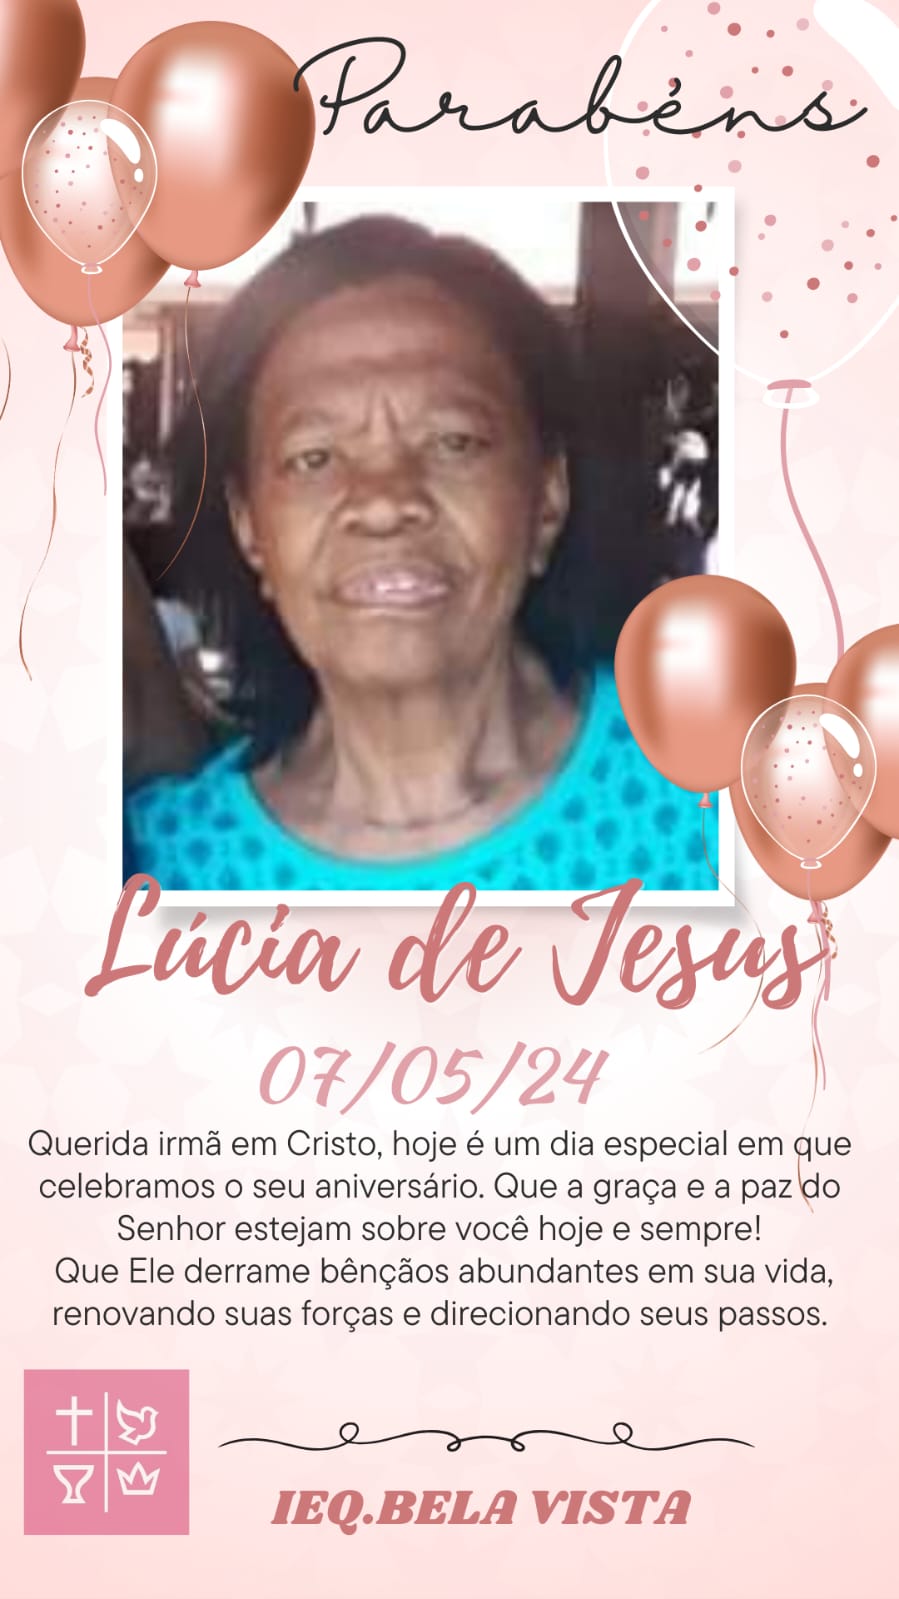 Parabéns
Lúcia de Jesus
07/05/24
Querida irmã em Cristo, hoje é um dia especial em que
celebramos o seu aniversário. Que a graça e a paz do
Senhor estejam sobre você hoje e sempre!
Que Ele derrame bênçãos abundantes em sua vida,
renovando suas forças e direcionando seus passos.
IEQ.BELA VISTA